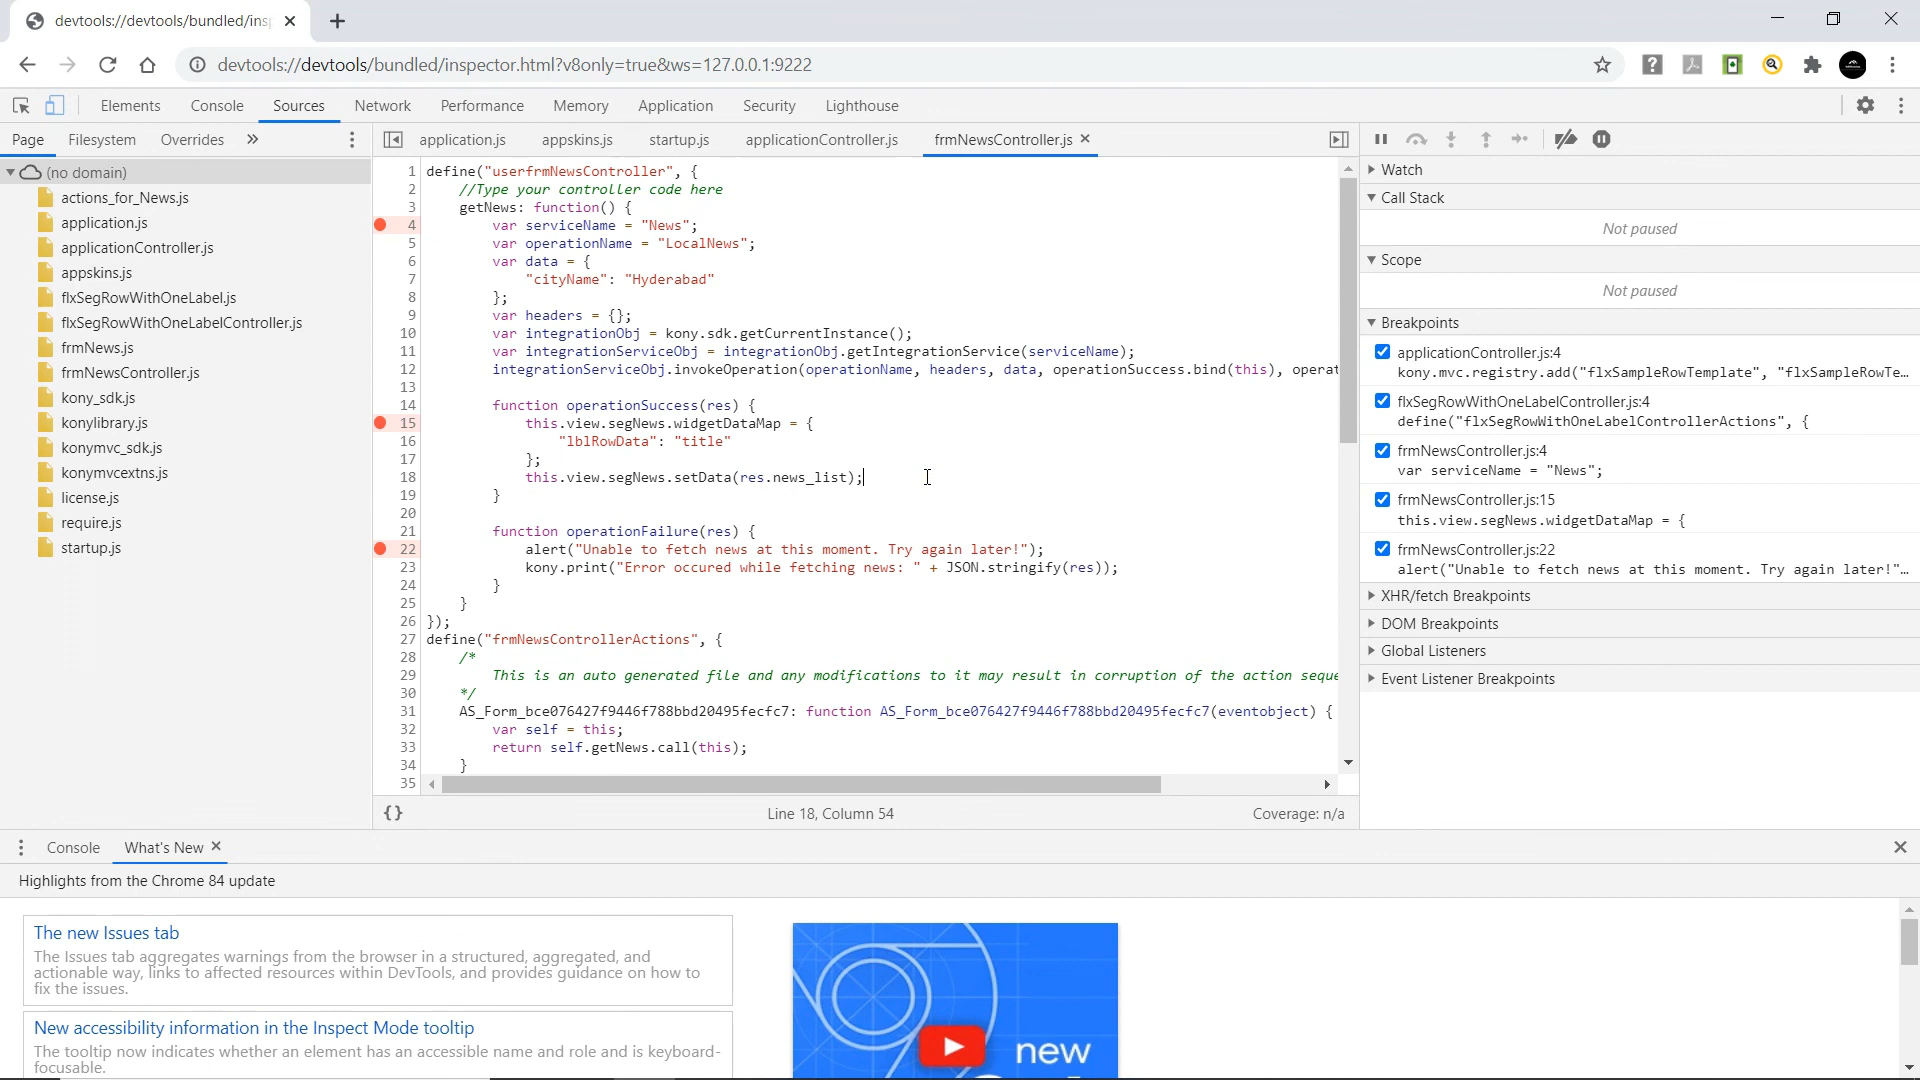 devtools://devtools/bundled/ins
devtools://devtools/bundled/inspector.html?v8only=true&ws=127.0.0.1:9222
Elements Console Sources Network Performance Memory Application Security Lighthouse
Page Filesystem Overrides »
application.js appskins.js startup.js applicationController.js frmNewsController.js
(no domain)
actions_for_News.js
application.js
applicationController.js
appskins.js
flxSegRowWithOneLabel.js
flxSegRowWithOneLabelController.js
frmNews.js
frmNewsController.js
kony_sdk.js
konylibrary.js
konymvc_sdk.js
konymvcextns.js
license.js
require.js
startup.js
1 define("userfrmNewsController", {
2 //Type your controller code here
3 getNews: function() {
4 var serviceName = "News";
5 var operationName = "LocalNews";
6 var data = {
7 "cityName": "Hyderabad"
8 };
9 var headers = {};
10 var integrationObj = kony.sdk.getCurrentInstance();
11 var integrationServiceObj = integrationObj.getIntegrationService(serviceName);
12 integrationServiceObj.invokeOperation(operationName, headers, data, operationSuccess.bind(this), operat
13
14 function operationSuccess(res) {
15 this.view.segNews.widgetDataMap = {
16 "lblRowData": "title"
17 };
18 this.view.segNews.setData(res.news_list);
19 }
20
21 function operationFailure(res) {
22 alert("Unable to fetch news at this moment. Try again later!");
23 kony.print("Error occured while fetching news: " + JSON.stringify(res));
24 }
25 }
26 });
27 define("frmNewsControllerActions", {
28 /*
29 This is an auto generated file and any modifications to it may result in corruption of the action seque
30 */
31 AS_Form_bce076427f9446f788bbd20495fecfc7: function AS_Form_bce076427f9446f788bbd20495fecfc7(eventobject) {
32 var self = this;
33 return self.getNews.call(this);
34 }
35
{} Line 18, Column 54 Coverage: n/a
Watch
Call Stack
Not paused
Scope
Not paused
Breakpoints
applicationController.js:4
kony.mvc.registry.add("flxSampleRowTemplate", "flxSampleRowTe…
flxSegRowWithOneLabelController.js:4
define("flxSegRowWithOneLabelControllerActions", {
frmNewsController.js:4
var serviceName = "News";
frmNewsController.js:15
this.view.segNews.widgetDataMap = {
frmNewsController.js:22
alert("Unable to fetch news at this moment. Try again later!"…
XHR/fetch Breakpoints
DOM Breakpoints
Global Listeners
Event Listener Breakpoints
Console What's New
Highlights from the Chrome 84 update
The new Issues tab
The Issues tab aggregates warnings from the browser in a structured, aggregated, and
actionable way, links to affected resources within DevTools, and provides guidance on how to
fix the issues.
New accessibility information in the Inspect Mode tooltip
The tooltip now indicates whether an element has an accessible name and role and is keyboard-
focusable.
new